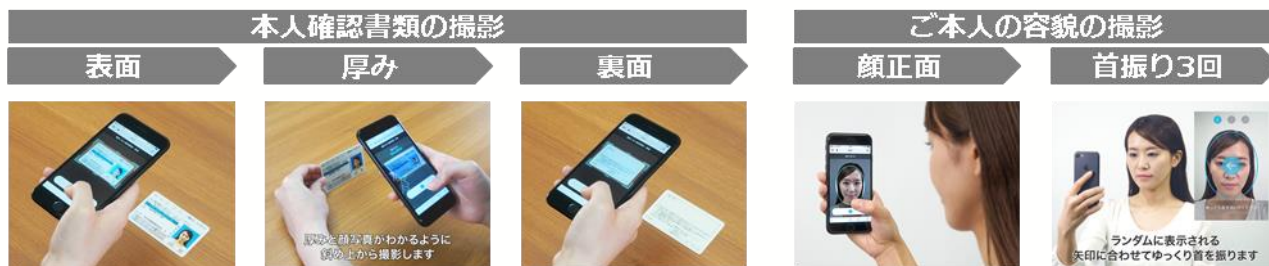 本人確認書類の撮影
ご本人の容貌の撮影
表面
厚み
裏面
顔正面
首振り3回
厚みと顔写真がわかるように
斜め上から撮影します
ランダムに表示される
矢印に合わせてゆっくり首を振ります